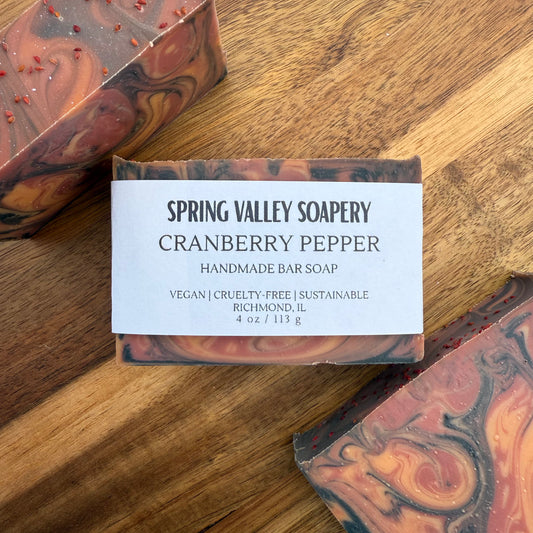 SPRING VALLEY SOAPERY
CRANBERRY PEPPER
HANDMADE BAR SOAP
VEGAN | CRUELTY-FREE | SUSTAINABLE
RICHMOND, IL
4 oz / 113 g